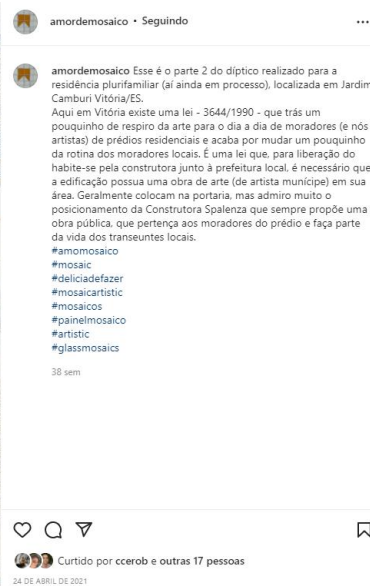 amordemosaico • Seguindo
amordemosaico Esse é o parte 2 do díptico realizado para a
residência plurifamiliar (aí ainda em processo), localizada em Jardim
Camburi Vitória/ES.
Aqui em Vitória existe uma lei - 3644/1990 - que trás um
pouquinho de respiro da arte para o dia a dia de moradores (e nós
artistas) de prédios residenciais e acaba por mudar um pouquinho
da rotina dos moradores locais. É uma lei que, para liberação do
habite-se pela construtora junto à prefeitura local, é necessário que
a edificação possua uma obra de arte (de artista munícipe) em sua
área. Geralmente colocam na portaria, mas admiro muito o
posicionamento da Construtora Spalenza que sempre propõe uma
obra pública, que pertença aos moradores do prédio e faça parte
da vida dos transeuntes locais.
#amomosaico
#mosaic
#deliciadefazer
#mosaicartistic
#mosaicos
#painelmosaico
#artistic
#glassmosaics
38 sem
Curtido por ccerob e outras 17 pessoas
24 DE ABRIL DE 2021